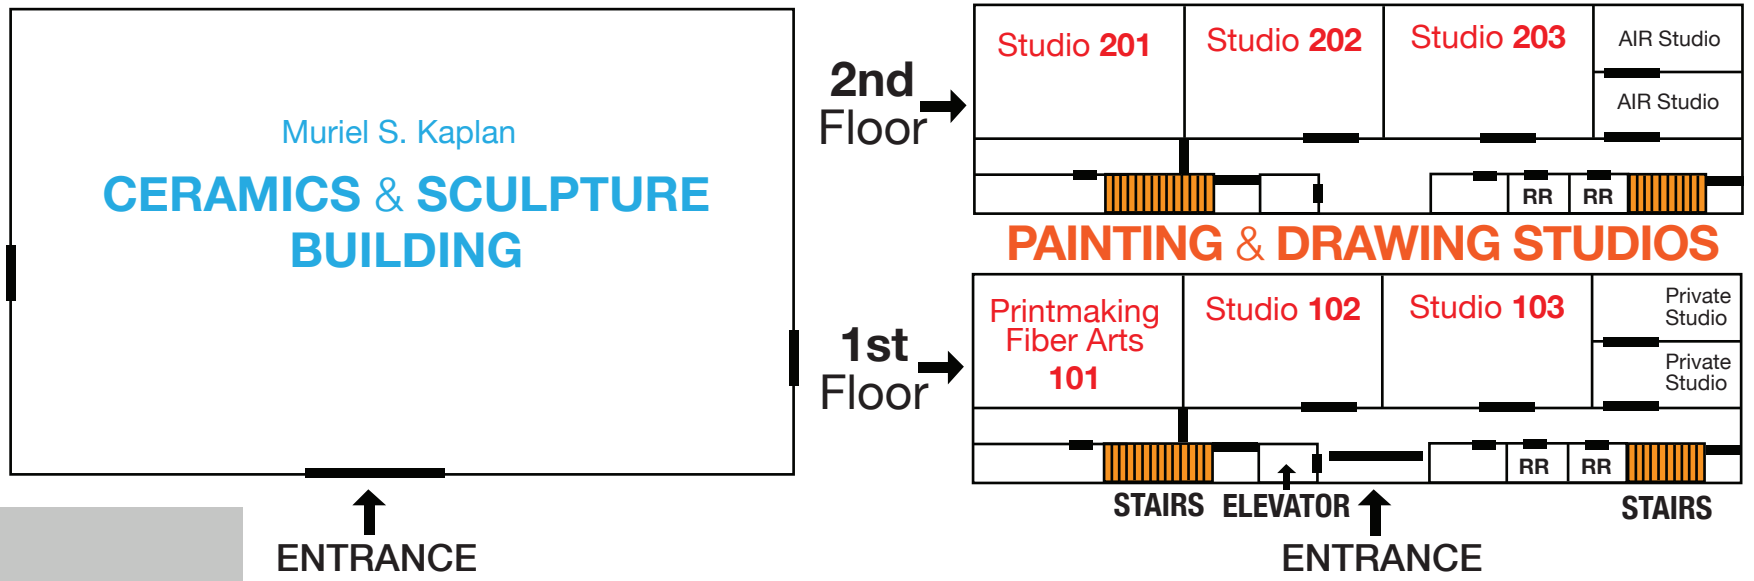 Muriel S. Kaplan
CERAMICS & SCULPTURE
BUILDING
ENTRANCE
2nd
Floor
Studio 201
Studio 202
Studio 203
AIR Studio
AIR Studio
RR
RR
PAINTING & DRAWING STUDIOS
1st
Floor
Printmaking
Fiber Arts
101
Studio 102
Studio 103
Private
Studio
Private
Studio
RR
RR
STAIRS
ELEVATOR
STAIRS
ENTRANCE